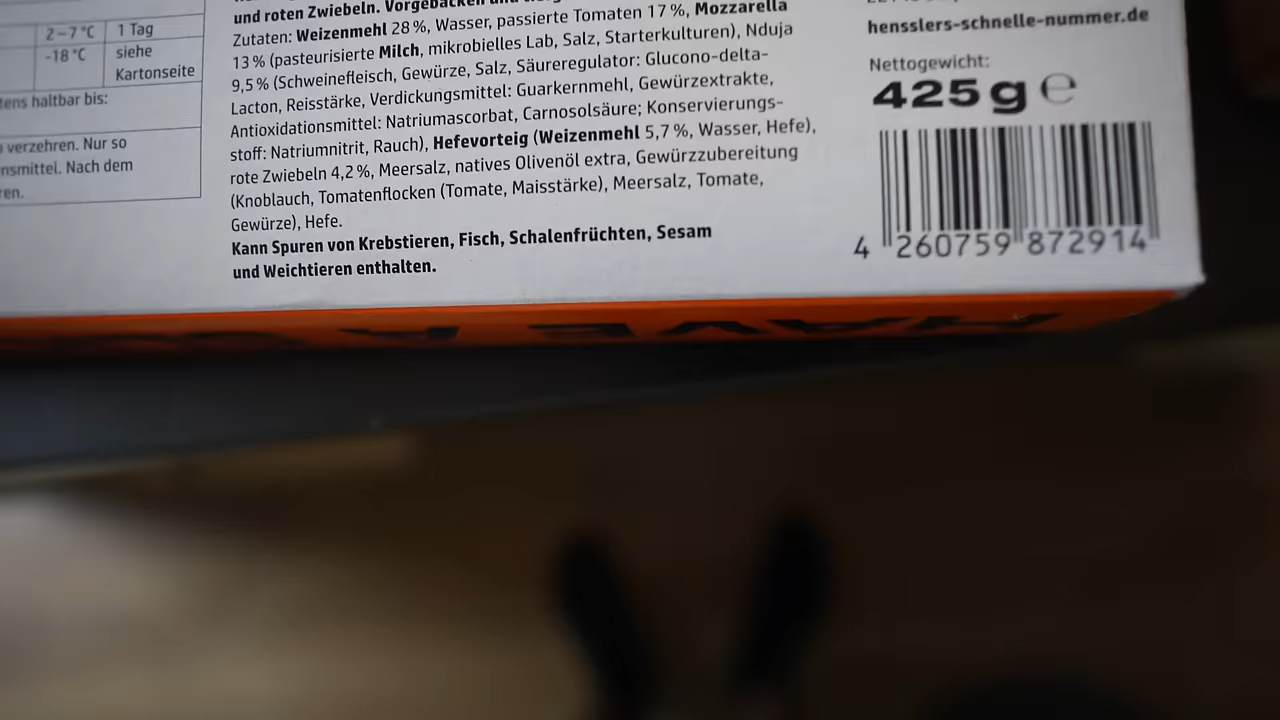 2–7 °C 1 Tag
-18 °C siehe
Kartonseite
haltbar bis:
verzehren. Nur so
Nach dem
und roten Zwiebeln. Vorgebacken und
Zutaten: Weizenmehl 28 %, Wasser, passierte Tomaten 17 %, Mozzarella
13 % (pasteurisierte Milch, mikrobielles Lab, Salz, Starterkulturen), Nduja
9,5 % (Schweinefleisch, Gewürze, Salz, Säureregulator: Glucono-delta-
Lacton, Reisstärke, Verdickungsmittel: Guarkernmehl, Gewürzextrakte,
Antioxidationsmittel: Natriumascorbat, Carnosolsäure; Konservierungs-
stoff: Natriumnitrit, Rauch), Hefevorteig (Weizenmehl 5,7 %, Wasser, Hefe),
rote Zwiebeln 4,2 %, Meersalz, natives Olivenöl extra, Gewürzzubereitung
(Knoblauch, Tomatenflocken (Tomate, Maisstärke), Meersalz, Tomate,
Gewürze), Hefe.
Kann Spuren von Krebstieren, Fisch, Schalenfrüchten, Sesam
und Weichtieren enthalten.
hensslers-schnelle-nummer.de
Nettogewicht:
425 g ℮
4 260759 872914
HAVE A